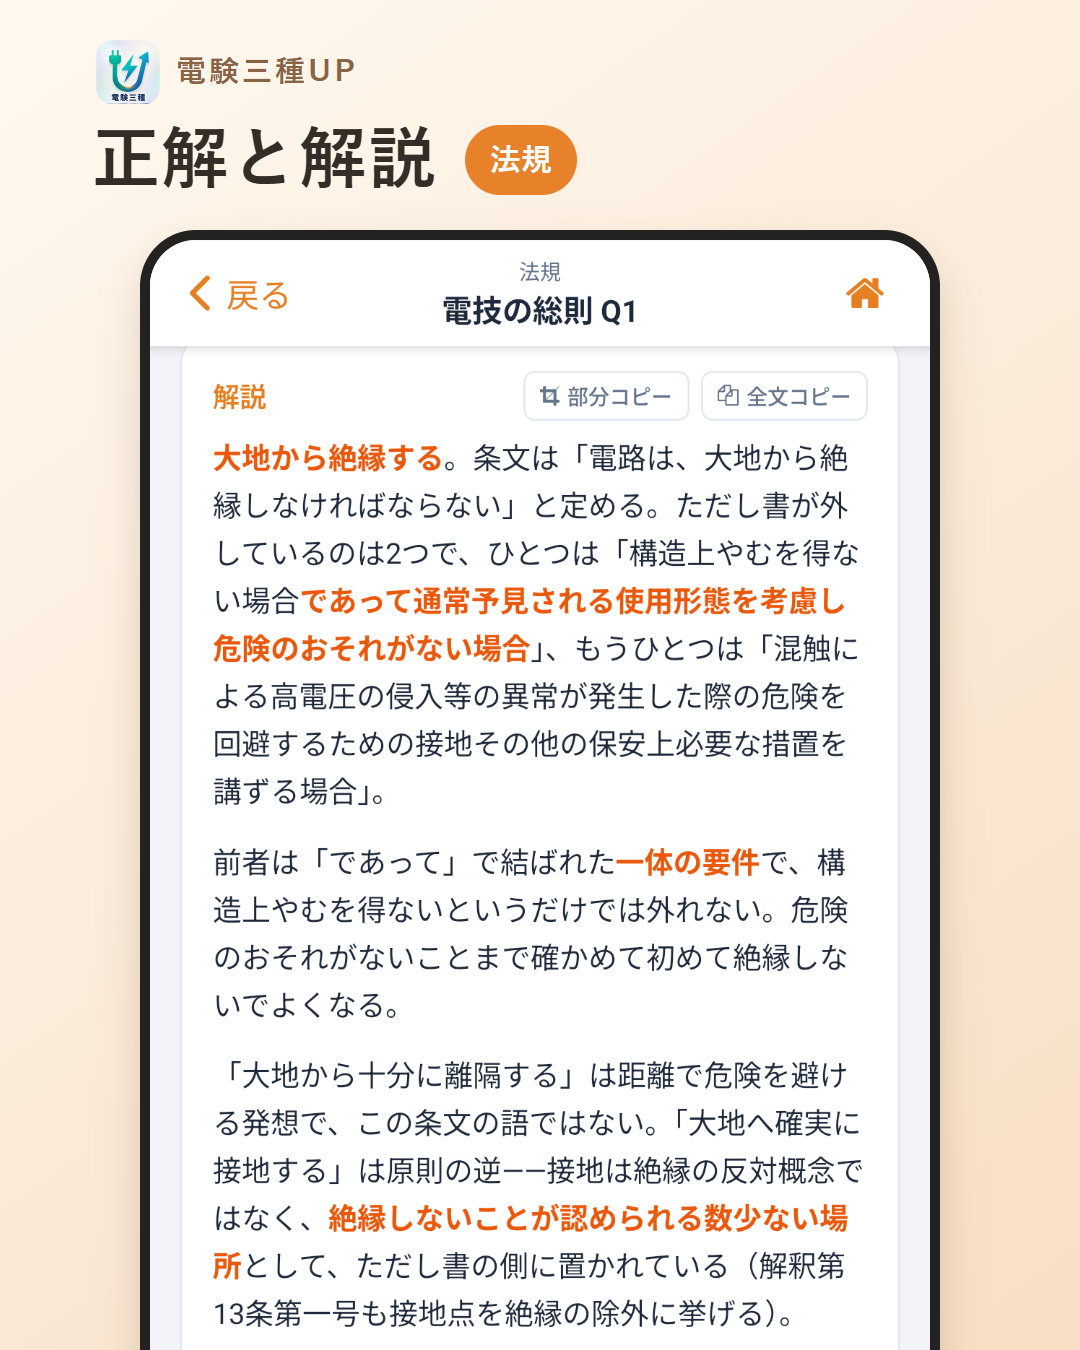 電験三種
電験三種UP
正解と解説
法規
戻る
法規
電技の総則 Q1
解説
部分コピー
全文コピー
大地から絶縁する。条文は「電路は、大地から絶
縁しなければならない」と定める。ただし書が外
しているのは2つで、ひとつは「構造上やむを得な
い場合であって通常予見される使用形態を考慮し
危険のおそれがない場合」、もうひとつは「混触に
よる高電圧の侵入等の異常が発生した際の危険を
回避するための接地その他の保安上必要な措置を
講ずる場合」。
前者は「であって」で結ばれた一体の要件で、構
造上やむを得ないというだけでは外れない。危険
のおそれがないことまで確かめて初めて絶縁しな
いでよくなる。
「大地から十分に離隔する」は距離で危険を避け
る発想で、この条文の語ではない。「大地へ確実に
接地する」は原則の逆——接地は絶縁の反対概念で
はなく、絶縁しないことが認められる数少ない場
所として、ただし書の側に置かれている（解釈第
13条第一号も接地点を絶縁の除外に挙げる）。